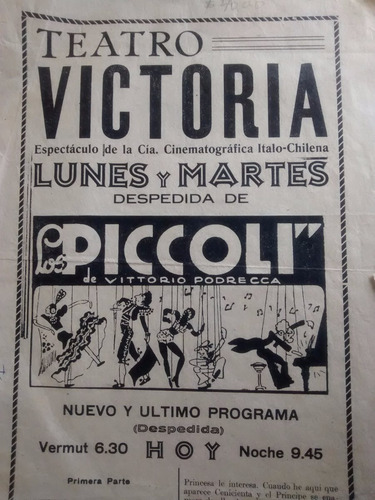 TEATRO
VICTORIA
Espectáculo de la Cia. Cinematográfica Italo-Chilena
LUNES Y MARTES
DESPEDIDA DE
Los PICCOLI"
de VITTORIO PODRECCA
NUEVO Y ULTIMO PROGRAMA
(Despedida)
Vermut 6.30 HOY Noche 9.45
Primera Parte
Princesa le interesa. Cuando he aqui que
aparece Cenicienta y el Principe se